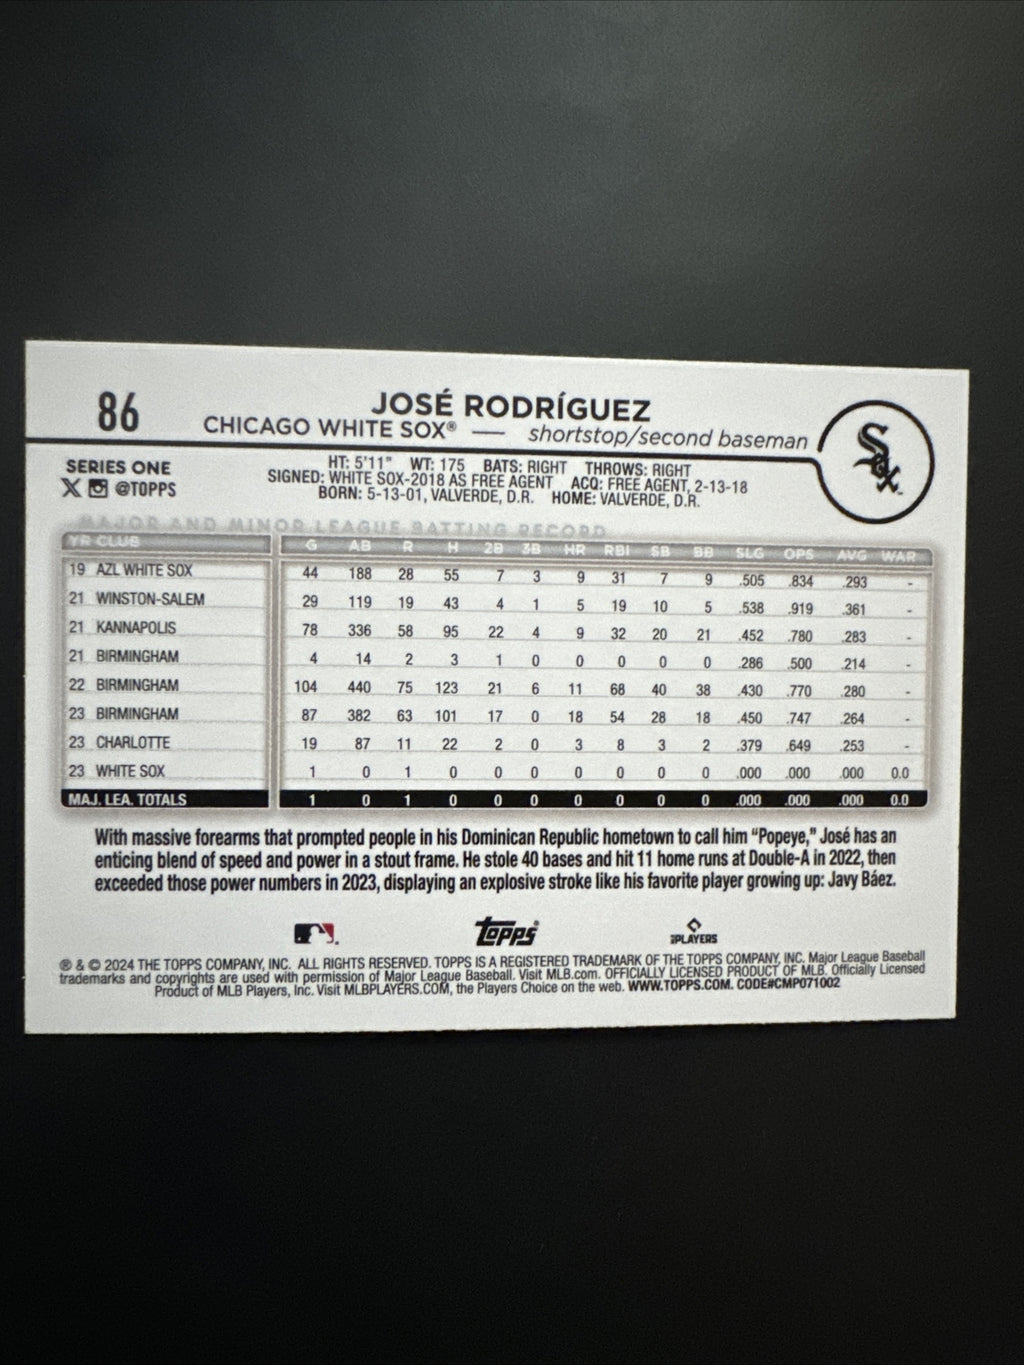 86
JOSÉ RODRÍGUEZ
CHICAGO WHITE SOX® — shortstop/second baseman
Sox
SERIES ONE
X @TOPPS
HT: 5'11" WT: 175 BATS: RIGHT THROWS: RIGHT
SIGNED: WHITE SOX-2018 AS FREE AGENT ACQ: FREE AGENT, 2-13-18
BORN: 5-13-01, VALVERDE, D.R. HOME: VALVERDE, D.R.
MAJOR AND MINOR LEAGUE BATTING RECORD
YR CLUB G AB R H 2B 3B HR RBI SB BB SLG OPS AVG WAR
19 AZL WHITE SOX 44 188 28 55 7 3 9 31 7 9 .505 .834 .293 -
21 WINSTON-SALEM 29 119 19 43 4 1 5 19 10 5 .538 .919 .361 -
21 KANNAPOLIS 78 336 58 95 22 4 9 32 20 21 .452 .780 .283 -
21 BIRMINGHAM 4 14 2 3 1 0 0 0 0 0 .286 .500 .214 -
22 BIRMINGHAM 104 440 75 123 21 6 11 68 40 38 .430 .770 .280 -
23 BIRMINGHAM 87 382 63 101 17 0 18 54 28 18 .450 .747 .264 -
23 CHARLOTTE 19 87 11 22 2 0 3 8 3 2 .379 .649 .253 -
23 WHITE SOX 1 0 1 0 0 0 0 0 0 0 .000 .000 .000 0.0
MAJ. LEA. TOTALS 1 0 1 0 0 0 0 0 0 0 .000 .000 .000 0.0
With massive forearms that prompted people in his Dominican Republic hometown to call him “Popeye,” José has an
enticing blend of speed and power in a stout frame. He stole 40 bases and hit 11 home runs at Double-A in 2022, then
exceeded those power numbers in 2023, displaying an explosive stroke like his favorite player growing up: Javy Báez.
TOPPS
PLAYERS
® & © 2024 THE TOPPS COMPANY, INC. ALL RIGHTS RESERVED. TOPPS IS A REGISTERED TRADEMARK OF THE TOPPS COMPANY, INC. Major League Baseball
trademarks and copyrights are used with permission of Major League Baseball. Visit MLB.com. OFFICIALLY LICENSED PRODUCT OF MLB. Officially Licensed
Product of MLB Players, Inc. Visit MLBPLAYERS.COM, the Players Choice on the web. WWW.TOPPS.COM. CODE#CMP071002